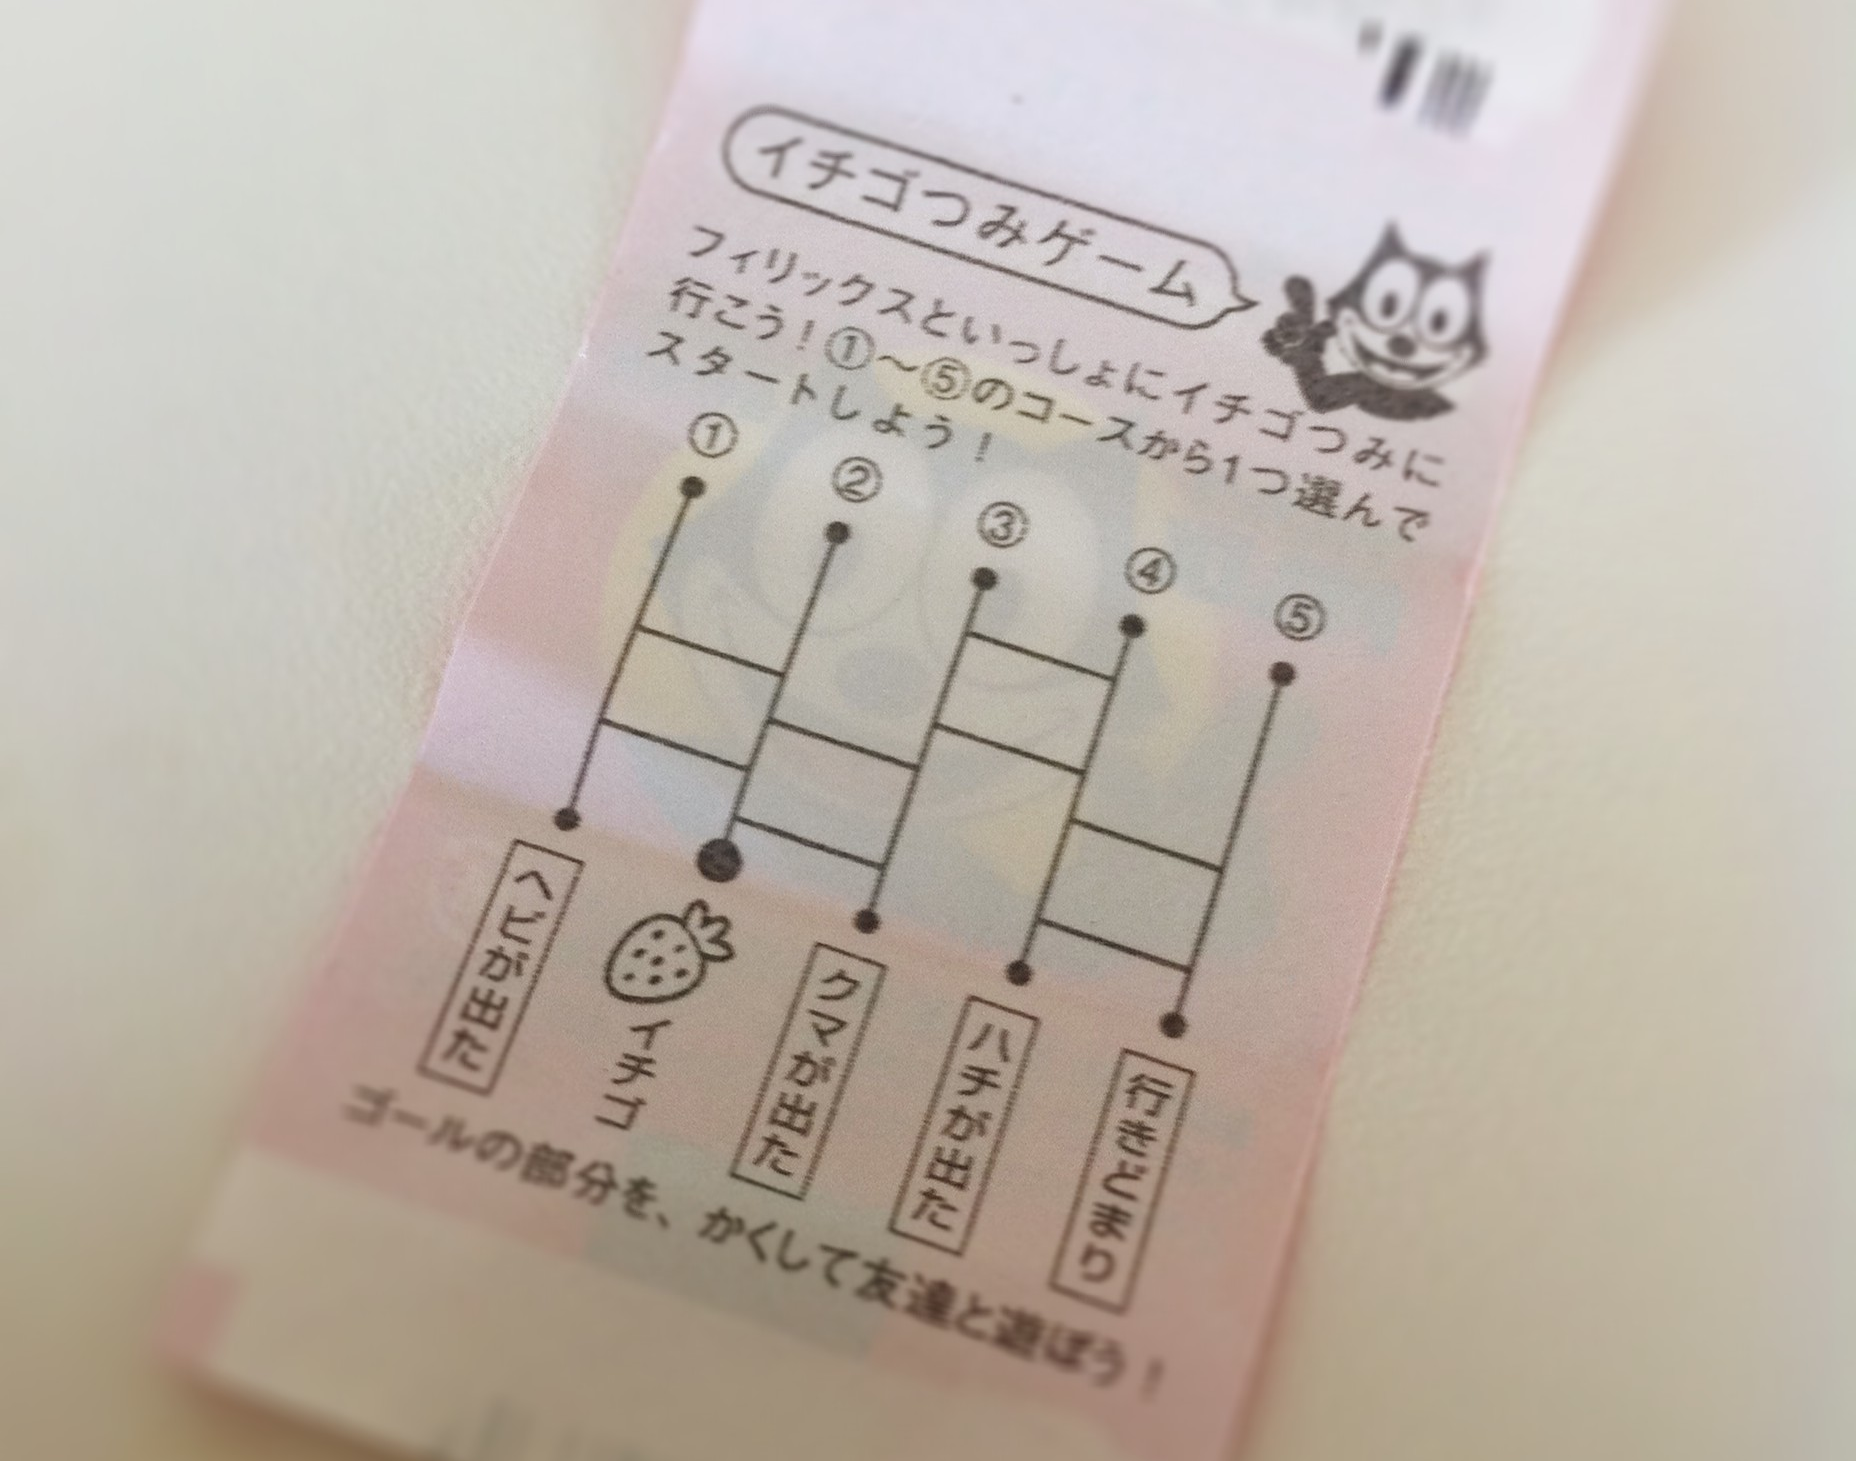 イチゴつみゲーム
フィリックスといっしょにイチゴつみに
行こう！①～⑤のコースから1つ選んで
スタートしよう！
①
②
③
④
⑤
ヘビが出た
イチゴ
クマが出た
ハチが出た
行きどまり
ゴールの部分を、かくして友達と遊ぼう！